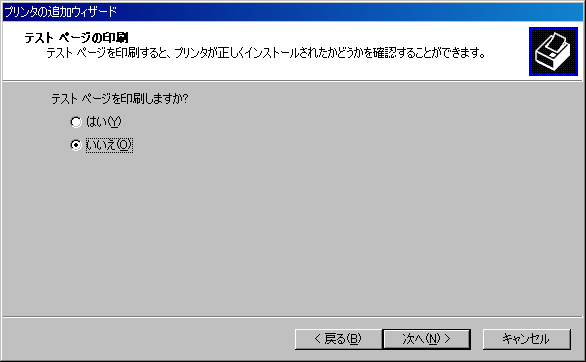 プリンタの追加ウィザード
テスト ページの印刷
テスト ページを印刷すると、プリンタが正しくインストールされたかどうかを確認することができます。
テスト ページを印刷しますか?
はい(Y)
いいえ(O)
< 戻る(B) 次へ(N) > キャンセル